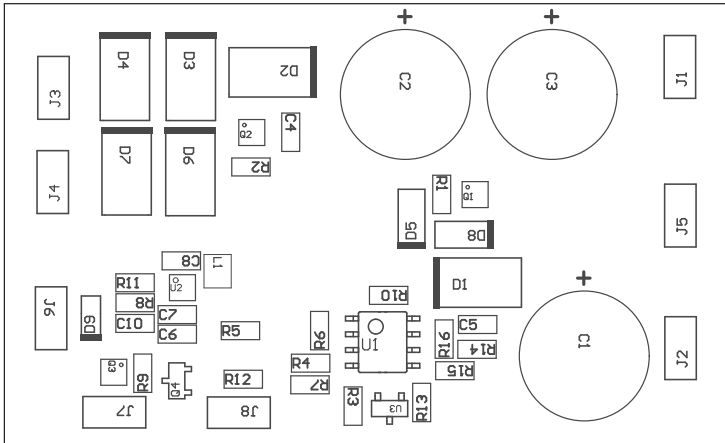 +
+
D4
D3
D2
C2
C3
J1
J3
C4
Q2
D7
D6
R2
J4
R1
Q1
D5
D8
J5
C8
L1
R11
U2
R8
D1
R10
+
J6
D9
C10
C7
C6
R5
R6
U1
R16
C5
R14
C1
J2
Q3
R9
Q4
R12
R4
R7
R15
R3
U3
R13
J7
J8